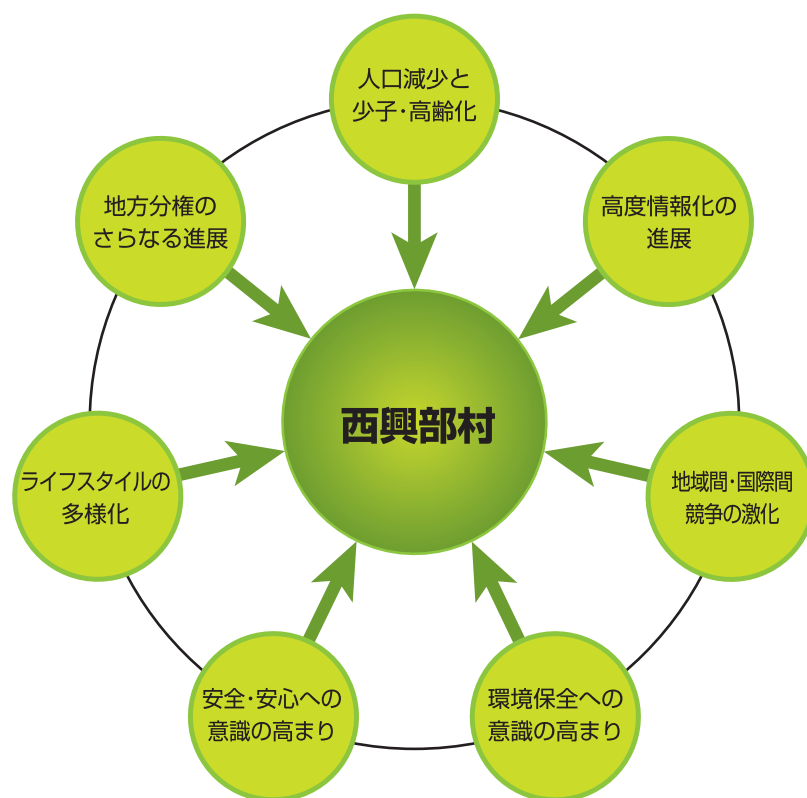 人口減少と
少子・高齢化
地方分権の
さらなる進展
高度情報化の
進展
西興部村
ライフスタイルの
多様化
地域間・国際間
競争の激化
安全・安心への
意識の高まり
環境保全への
意識の高まり